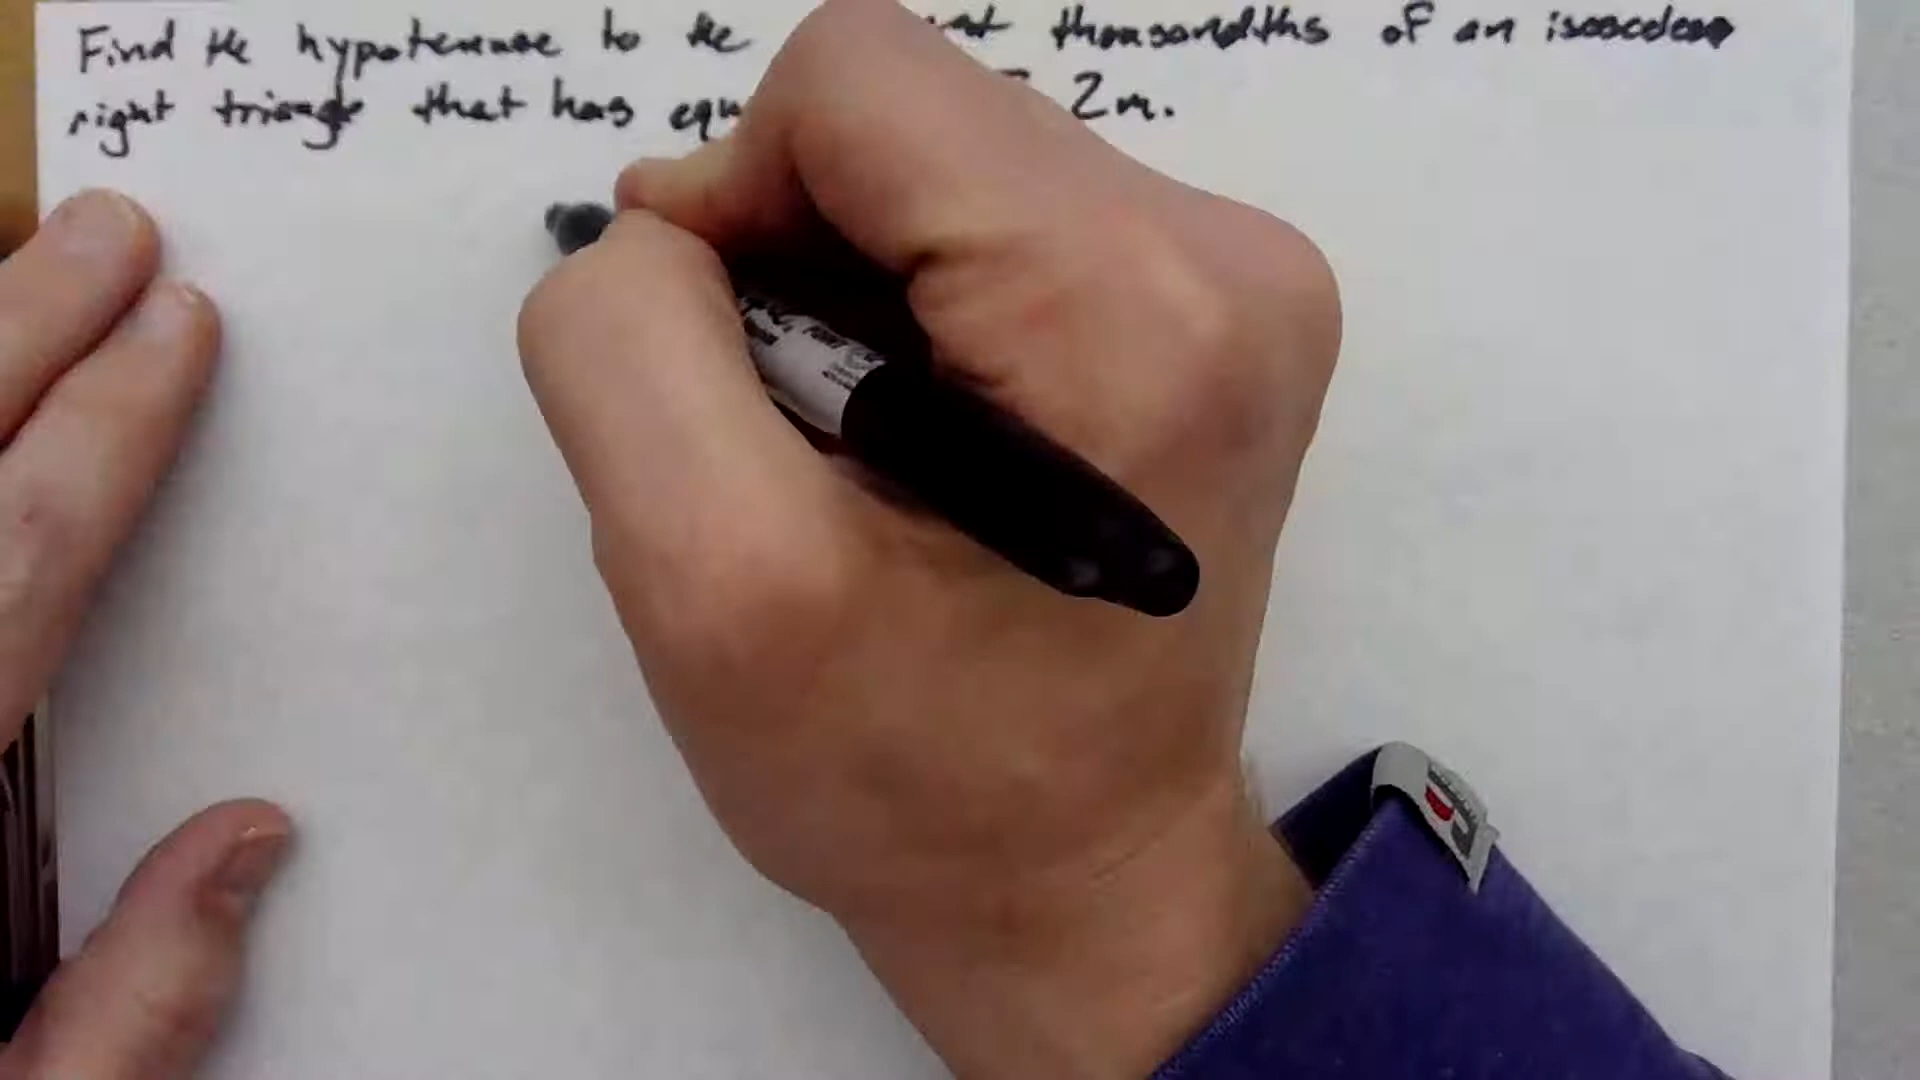 Find the hypotenuse to the thousandths of an isosceles
right triangle that has 2m.